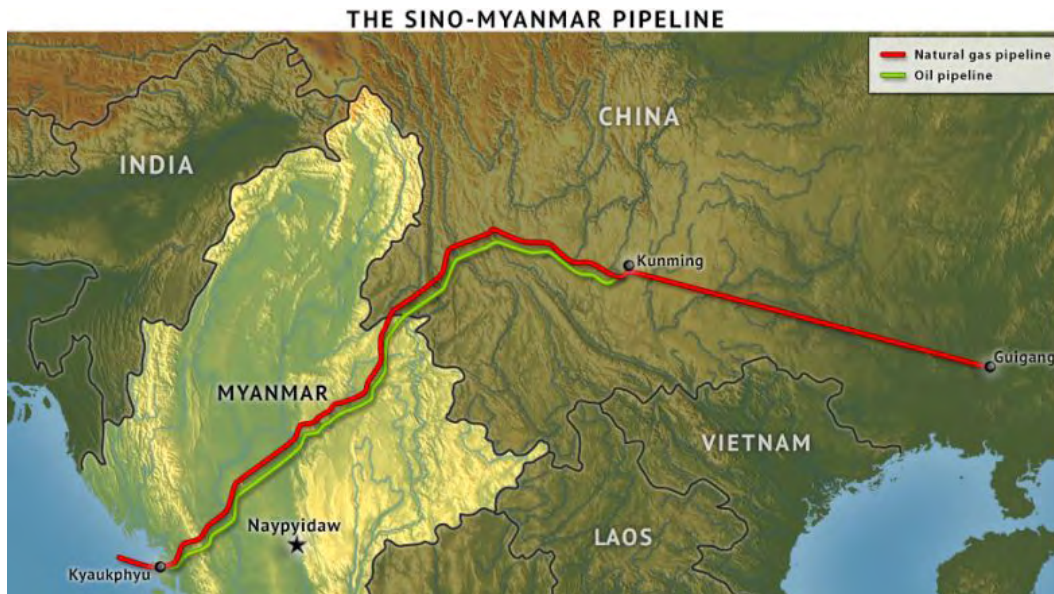 THE SINO-MYANMAR PIPELINE
Natural gas pipeline
Oil pipeline
CHINA
INDIA
Kunming
Guigang
MYANMAR
VIETNAM
Naypyidaw
LAOS
Kyaukphyu